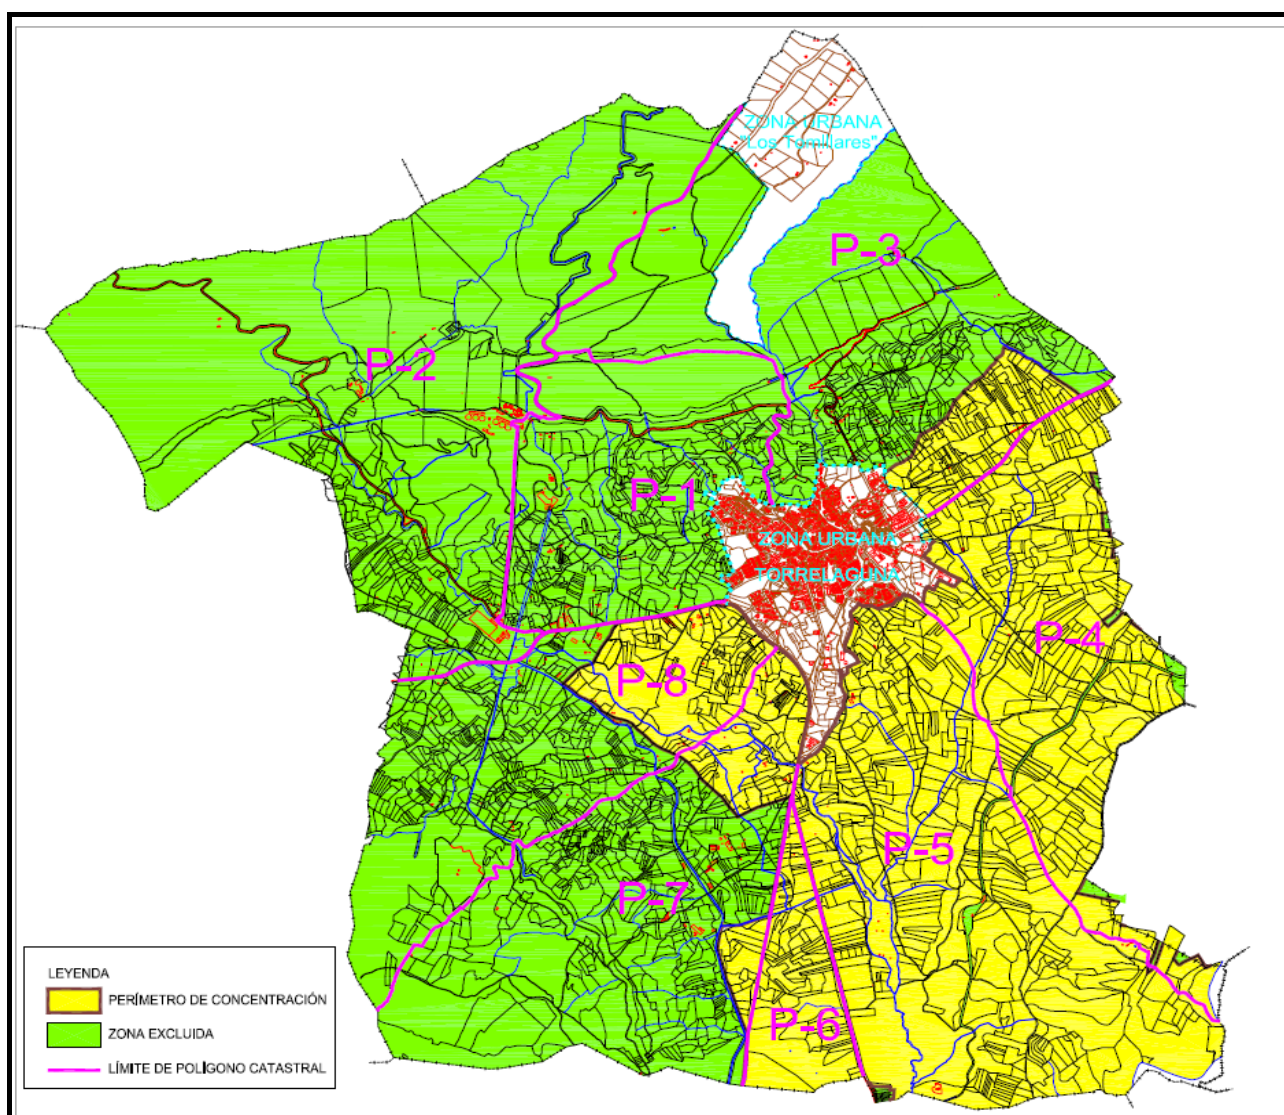 ZONA URBANA
"Los Tomillares"
P-3
P-2
P-1
ZONA URBANA
TORRELAGUNA
P-4
P-8
P-5
P-7
P-6
LEYENDA
PERÍMETRO DE CONCENTRACIÓN
ZONA EXCLUIDA
LÍMITE DE POLÍGONO CATASTRAL